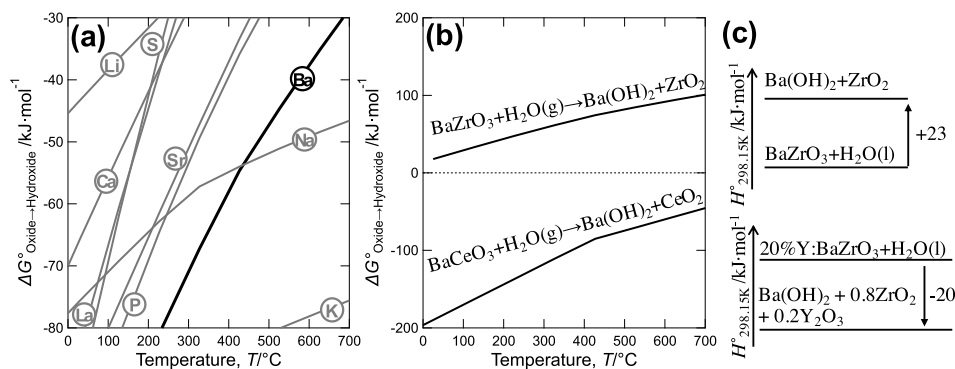 (a)
-30
-40
-50
-60
-70
-80
ΔG°Oxide→Hydroxide /kJ·mol-1
Li
S
Ba
Na
Sr
Ca
La
P
K
0 100 200 300 400 500 600 700
Temperature, T/°C
(b)
200
100
0
-100
-200
ΔG°Oxide→Hydroxide /kJ·mol-1
BaZrO3+H2O(g)→Ba(OH)2+ZrO2
BaCeO3+H2O(g)→Ba(OH)2+CeO2
0 100 200 300 400 500 600 700
Temperature, T/°C
(c)
H°298.15K /kJ·mol-1
Ba(OH)2+ZrO2
+23
BaZrO3+H2O(l)
H°298.15K /kJ·mol-1
20%Y:BaZrO3+H2O(l)
Ba(OH)2 + 0.8ZrO2
-20
+ 0.2Y2O3